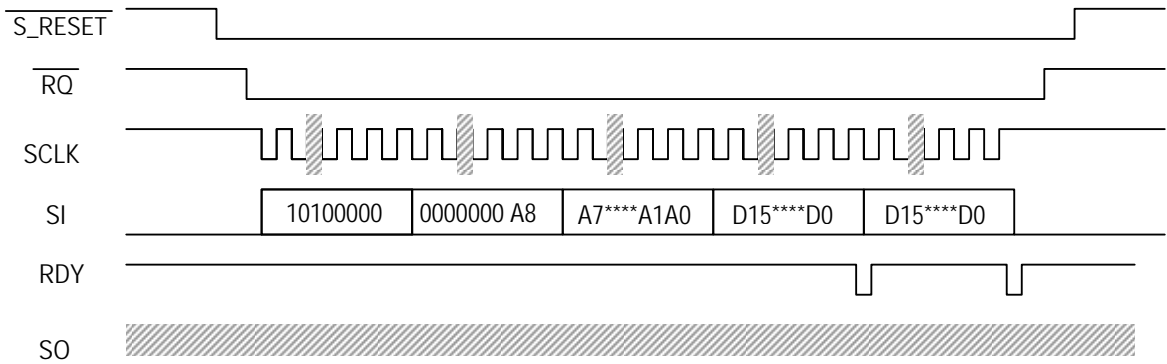 S_RESET
RQ
SCLK
SI 10100000 0000000 A8 A7****A1A0 D15****D0 D15****D0
RDY
SO